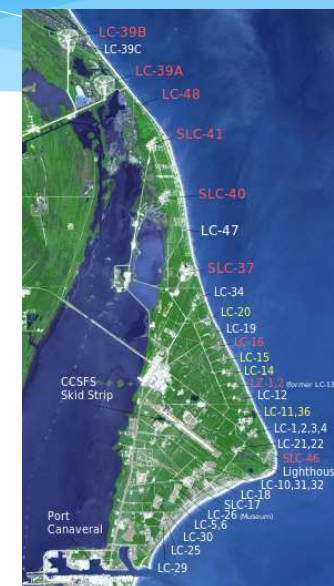 LC-39B
LC-39C
LC-39A
LC-48
SLC-41
SLC-40
LC-47
SLC-37
LC-34
LC-20
LC-19
LC-16
LC-15
LC-14
LZ-1,2 (former LC-13
LC-12
LC-11,36
LC-1,2,3,4
LC-21,22
SLC-46
Lighthous
LC-10,31,32
LC-18
SLC-17
LC-26 (Museum)
LC-5,6
LC-30
LC-25
LC-29
CCSFS
Skid Strip
Port
Canaveral